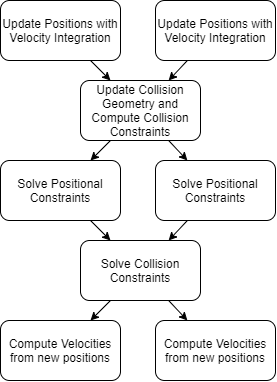 Update Positions with
Velocity Integration
Update Positions with
Velocity Integration
Update Collision
Geometry and
Compute Collision
Constraints
Solve Positional
Constraints
Solve Positional
Constraints
Solve Collision
Constraints
Compute Velocities
from new positions
Compute Velocities
from new positions